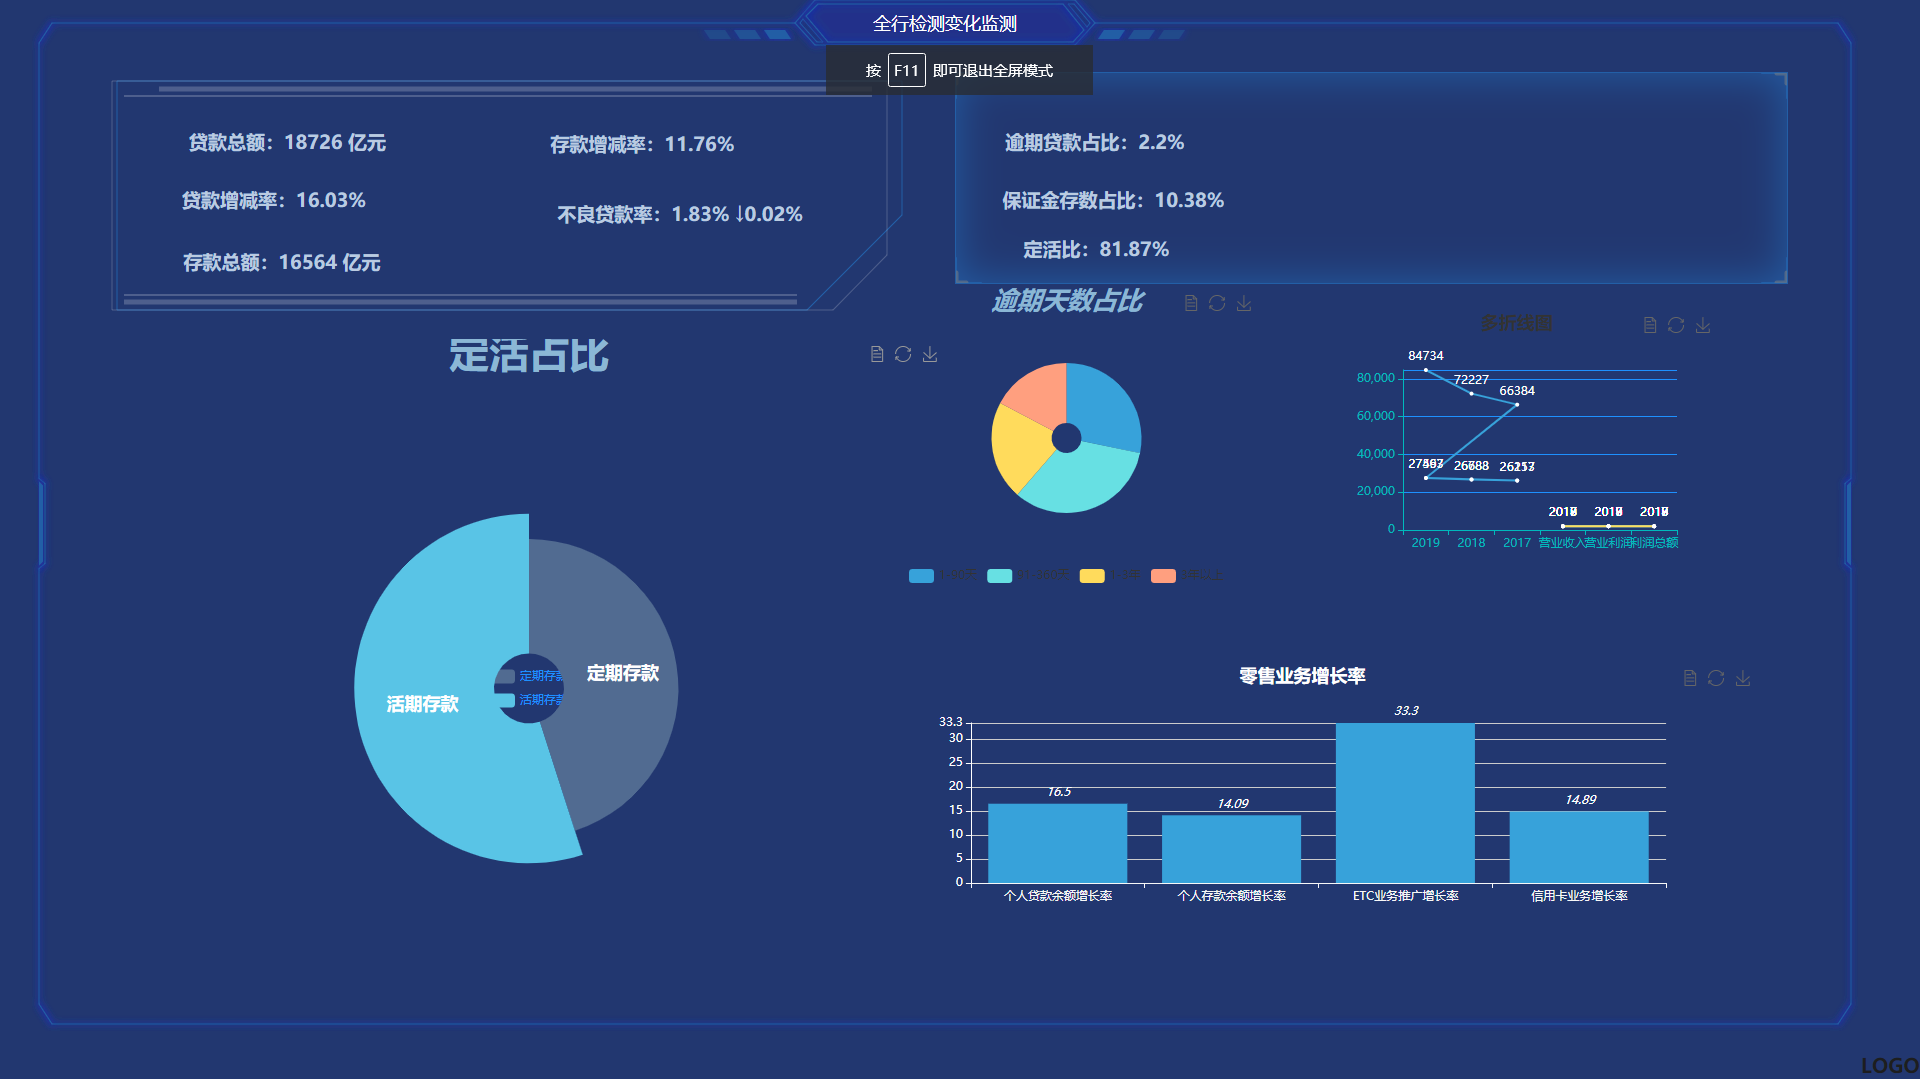 全行检测变化监测
按 F11 即可退出全屏模式
贷款总额：18726 亿元
存款增减率：11.76%
贷款增减率：16.03%
不良贷款率：1.83% ↓0.02%
存款总额：16564 亿元
逾期贷款占比：2.2%
保证金存数占比：10.38%
定活比：81.87%
逾期天数占比
定活占比
多折线图
84734
72227
66384
80,000
60,000
40,000
20,000
0
2019 2018 2017 营业收入 营业利润 利润总额
活期存款
定期存款
定期存款
活期存款
零售业务增长率
33.3
30
25
20
15
10
5
0
16.5
14.09
33.3
14.89
个人贷款余额增长率 个人存款余额增长率 ETC业务推广增长率 信用卡业务增长率
LOGO